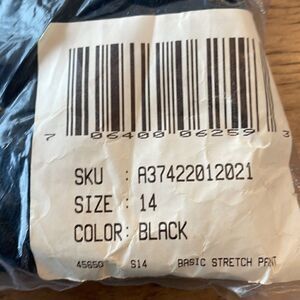 7 06400 06259 3
SKU : A37422012021
SIZE : 14
COLOR: BLACK
45650 S14 BASIC STRETCH PANT